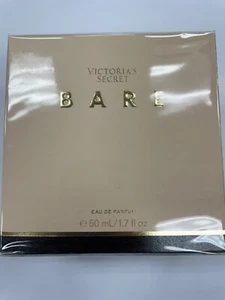 VICTORIA'S
SECRET
BARE
EAU DE PARFUM
℮ 50 mL/1.7 fl oz